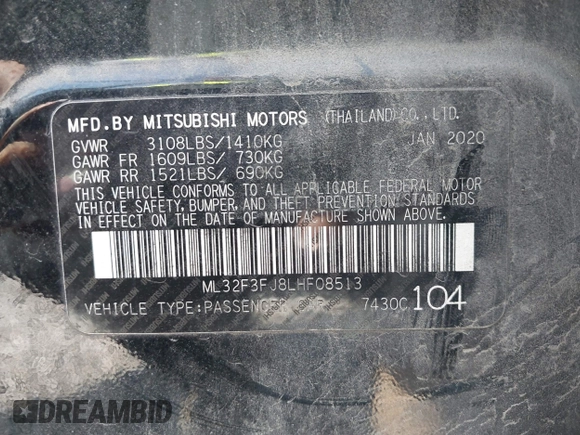 MFD.BY MITSUBISHI MOTORS (THAILAND)CO.,LTD.
GVWR 3108LBS/1410KG JAN 2020
GAWR FR 1609LBS/ 730KG
GAWR RR 1521LBS/ 690KG
THIS VEHICLE CONFORMS TO ALL APPLICABLE FEDERAL MOTOR
VEHICLE SAFETY, BUMPER, AND THEFT PREVENTION STANDARDS
IN EFFECT ON THE DATE OF MANUFACTURE SHOWN ABOVE.
ML32F3FJ8LHF08513
VEHICLE TYPE:PASSENGER 7430C 104
DREAMBID